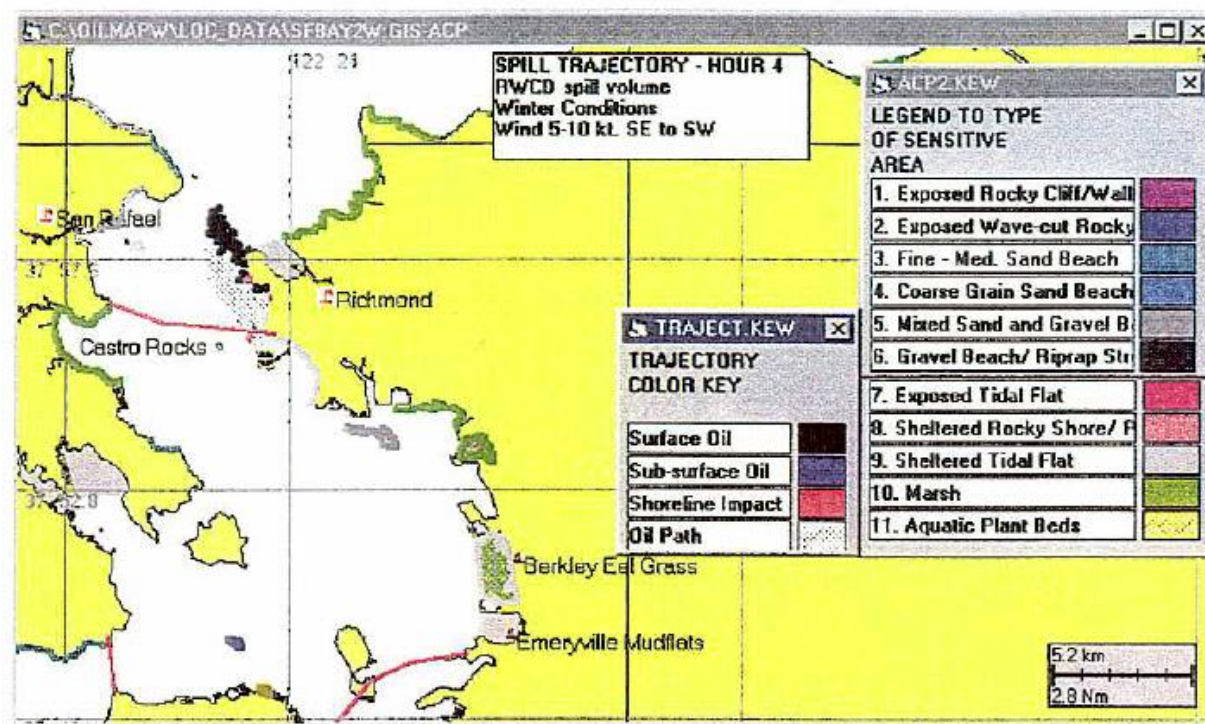 C:\OILMAPW\LOC_DATA\SFBAY2W:GIS-ACP
122 21
SPILL TRAJECTORY - HOUR 4
RWCD spill volume
Winter Conditions
Wind 5-10 kt. SE to SW
ACP2.KEW
LEGEND TO TYPE
OF SENSITIVE
AREA
1. Exposed Rocky Cliff/Wall
2. Exposed Wave-cut Rocky
3. Fine - Med. Sand Beach
4. Coarse Grain Sand Beach
5. Mixed Sand and Gravel B
6. Gravel Beach/ Riprap Str
7. Exposed Tidal Flat
8. Sheltered Rocky Shore/
9. Sheltered Tidal Flat
10. Marsh
11. Aquatic Plant Beds
San Rafael
37 57
Richmond
Castro Rocks
TRAJECT.KEW
TRAJECTORY
COLOR KEY
Surface Oil
Sub-surface Oil
Shoreline Impact
Oil Path
Berkley Eel Grass
Emeryville Mudflats
5.2 km
2.8 Nm